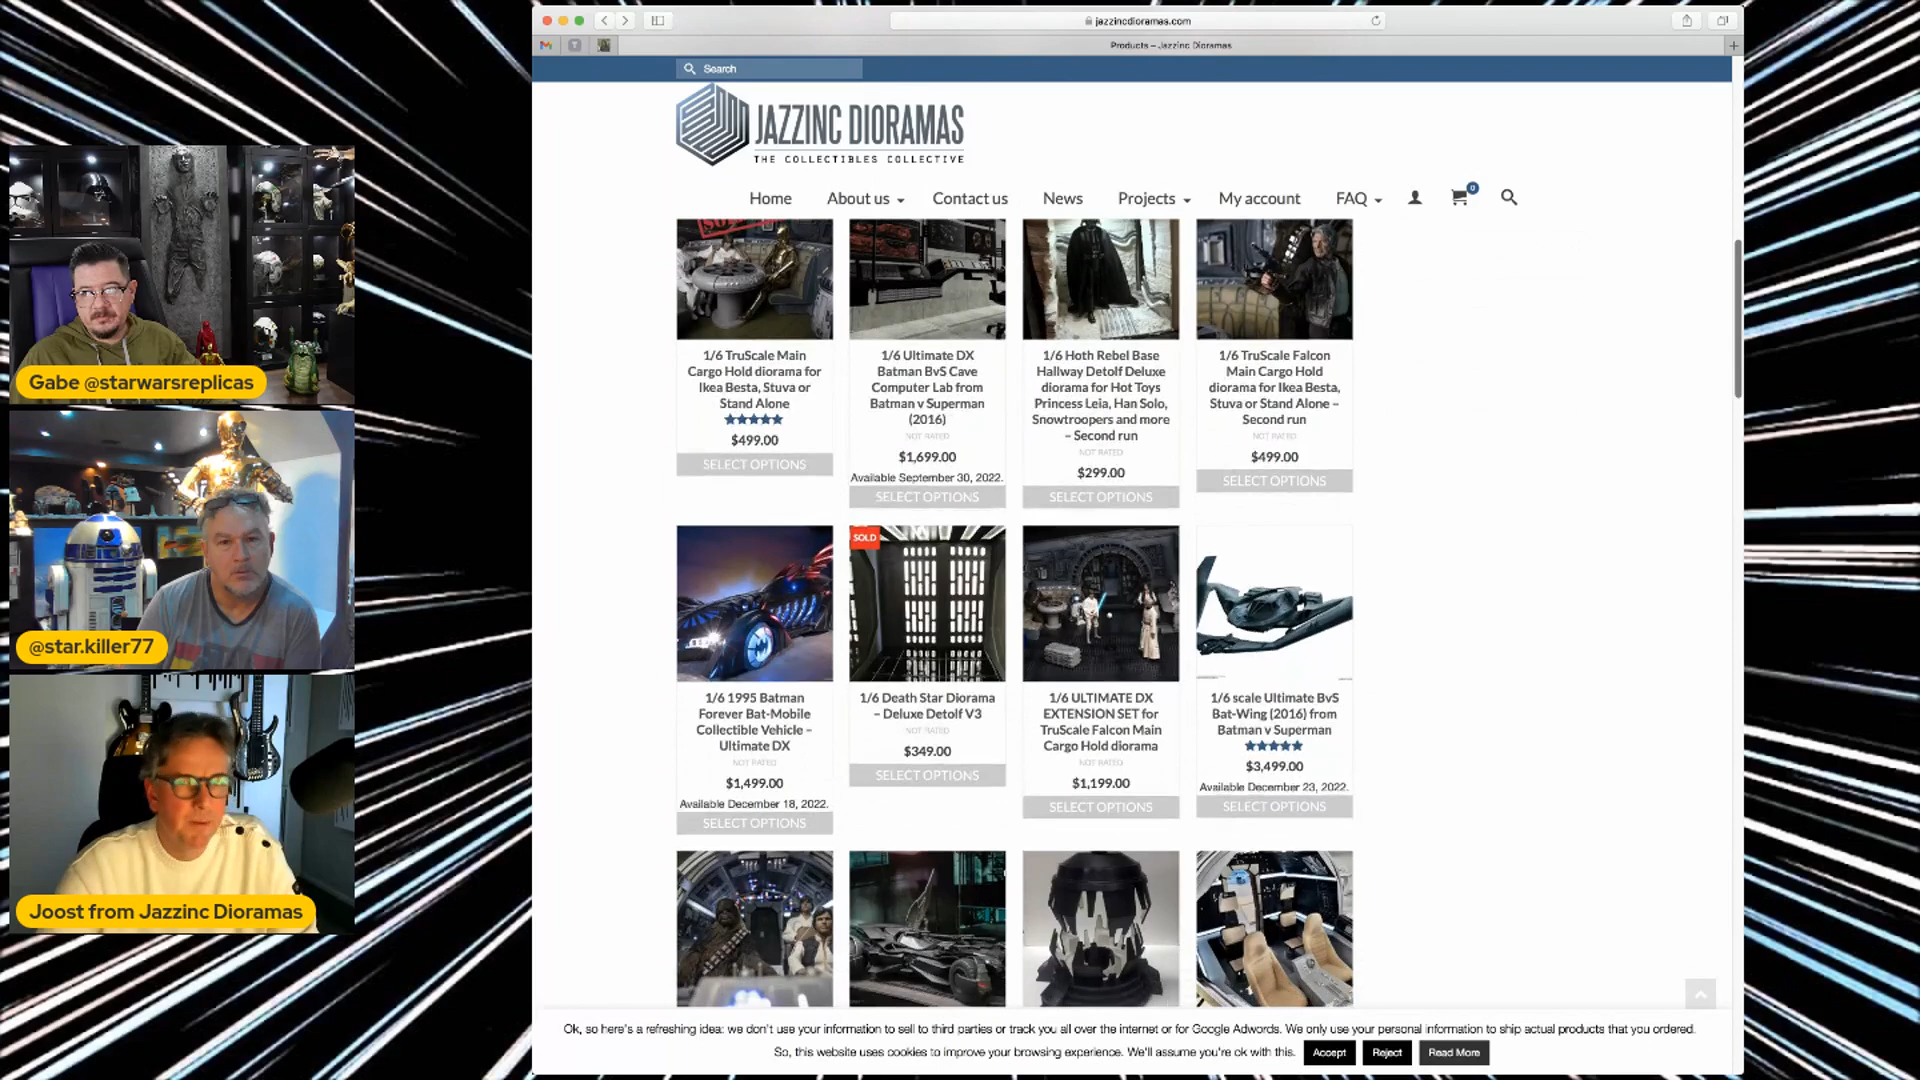 jazzincdioramas.com
Products – Jazzinc Dioramas
Search
JAZZINC DIORAMAS
THE COLLECTIBLES COLLECTIVE
Home
About us
Contact us
News
Projects
My account
FAQ
0
1/6 TruScale Main
Cargo Hold diorama for
Ikea Besta, Stuva or
Stand Alone
$499.00
SELECT OPTIONS
1/6 Ultimate DX
Batman BvS Cave
Computer Lab from
Batman v Superman
(2016)
NOT RATED
$1,699.00
Available September 30, 2022.
SELECT OPTIONS
1/6 Hoth Rebel Base
Hallway Detolf Deluxe
diorama for Hot Toys
Princess Leia, Han Solo,
Snowtroopers and more
– Second run
NOT RATED
$299.00
SELECT OPTIONS
1/6 TruScale Falcon
Main Cargo Hold
diorama for Ikea Besta,
Stuva or Stand Alone –
Second run
NOT RATED
$499.00
SELECT OPTIONS
1/6 1995 Batman
Forever Bat-Mobile
Collectible Vehicle –
Ultimate DX
NOT RATED
$1,499.00
Available December 18, 2022.
SELECT OPTIONS
SOLD
1/6 Death Star Diorama
– Deluxe Detolf V3
NOT RATED
$349.00
SELECT OPTIONS
1/6 ULTIMATE DX
EXTENSION SET for
TruScale Falcon Main
Cargo Hold diorama
NOT RATED
$1,199.00
SELECT OPTIONS
1/6 scale Ultimate BvS
Bat-Wing (2016) from
Batman v Superman
$3,499.00
Available December 23, 2022.
SELECT OPTIONS
Ok, so here's a refreshing idea: we don't use your information to sell to third parties or track you all over the internet or for Google Adwords. We only use your personal information to ship actual products that you ordered.
So, this website uses cookies to improve your browsing experience. We'll assume you're ok with this.
Accept
Reject
Read More
Gabe @starwarsreplicas
@star.killer77
Joost from Jazzinc Dioramas